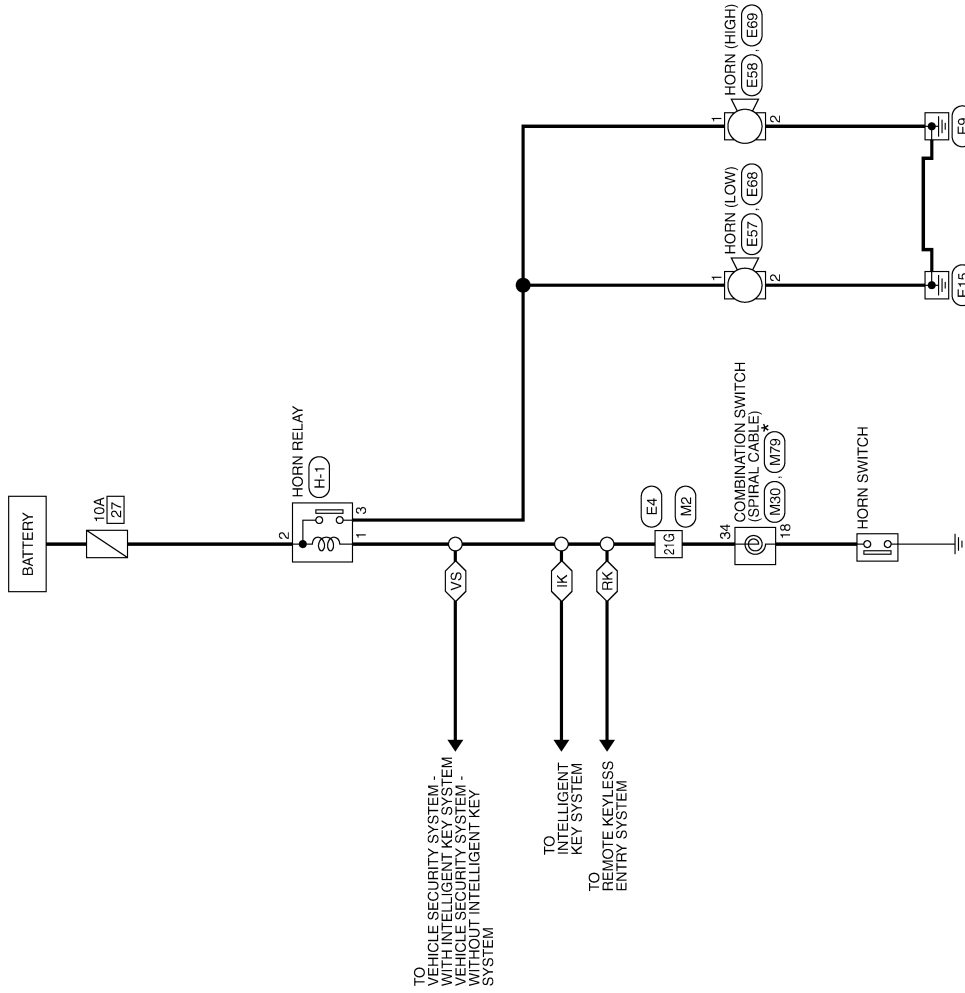 BATTERY
10A
27
HORN RELAY
H-1
2
3
1
VS
TO
VEHICLE SECURITY SYSTEM -
WITH INTELLIGENT KEY SYSTEM
VEHICLE SECURITY SYSTEM -
WITHOUT INTELLIGENT KEY
SYSTEM
IK
TO
INTELLIGENT
KEY SYSTEM
RK
TO
REMOTE KEYLESS
ENTRY SYSTEM
21G
E4
M2
COMBINATION SWITCH
(SPIRAL CABLE)
*
M30 , M79
34
18
HORN SWITCH
HORN (LOW)
E57 , E68
1
2
E15
HORN (HIGH)
E58 , E69
1
2
E9